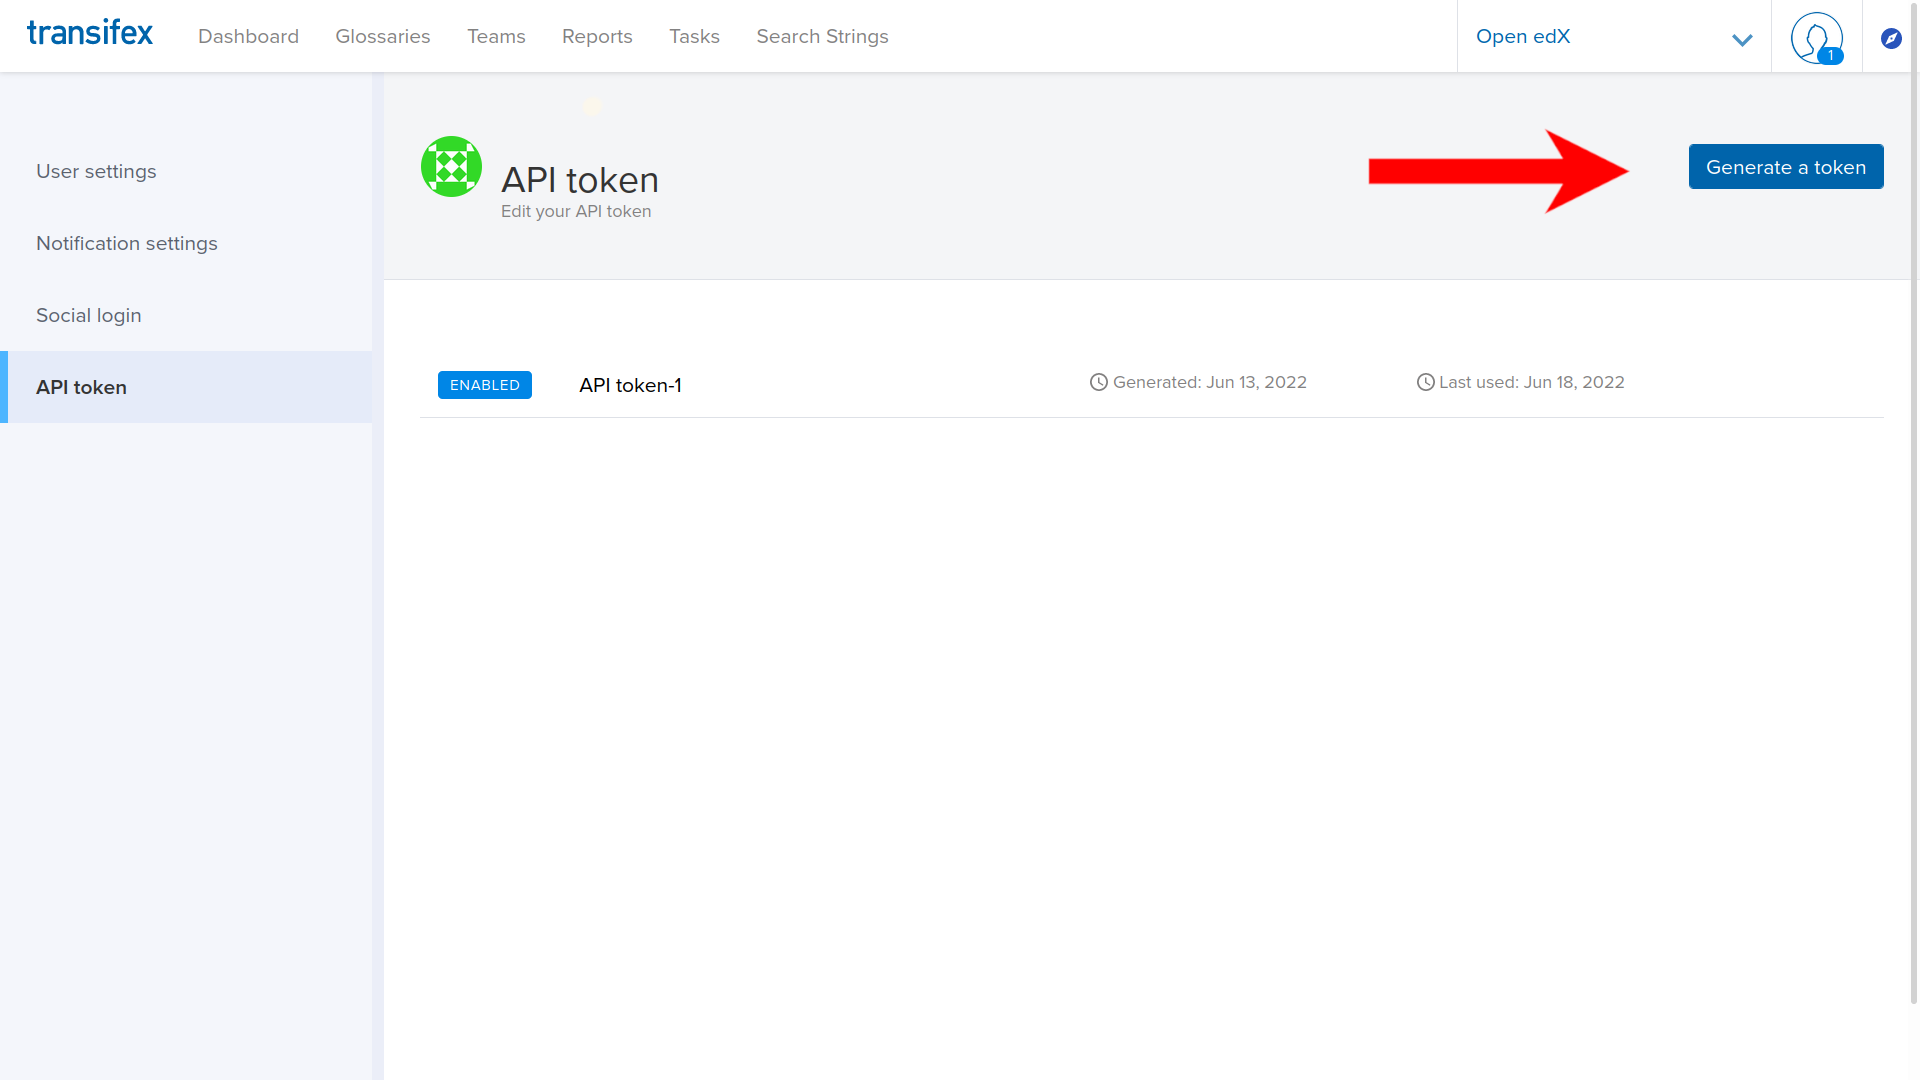 transifex
Dashboard
Glossaries
Teams
Reports
Tasks
Search Strings
Open edX
1
User settings
Notification settings
Social login
API token
API token
Edit your API token
Generate a token
ENABLED
API token-1
Generated: Jun 13, 2022
Last used: Jun 18, 2022